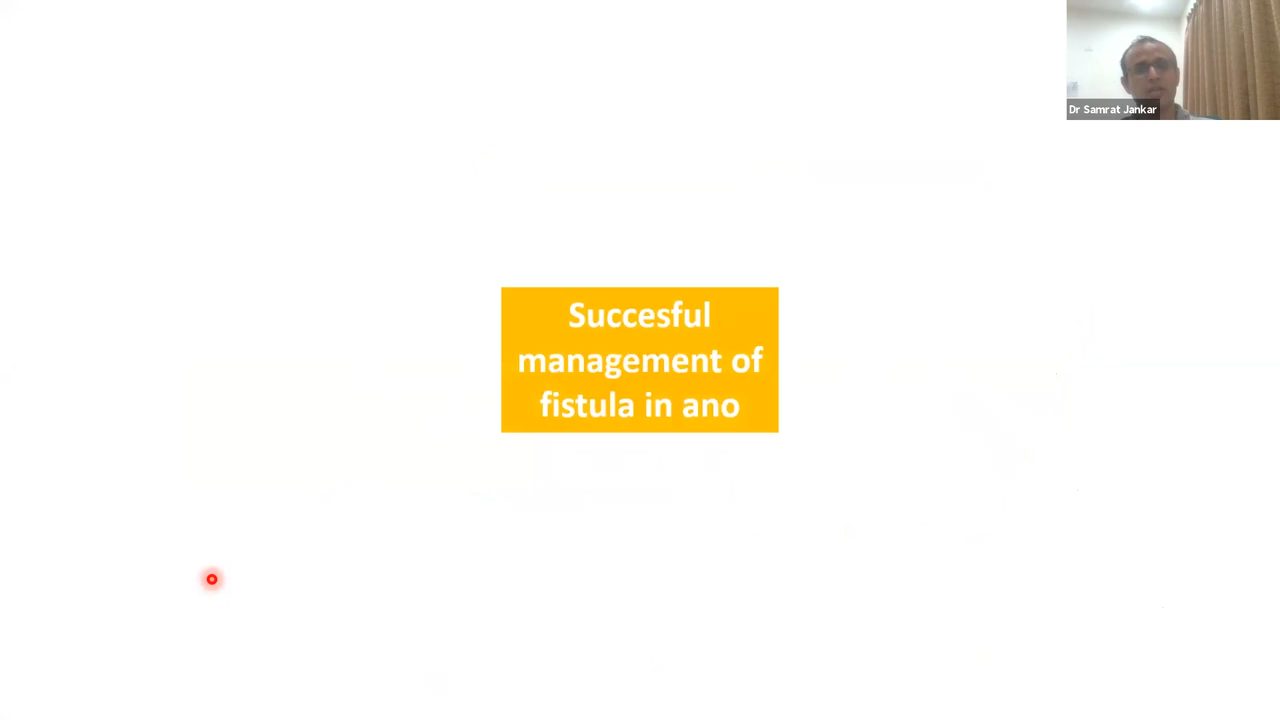 Dr Samrat Jankar
Succesful
management of
fistula in ano